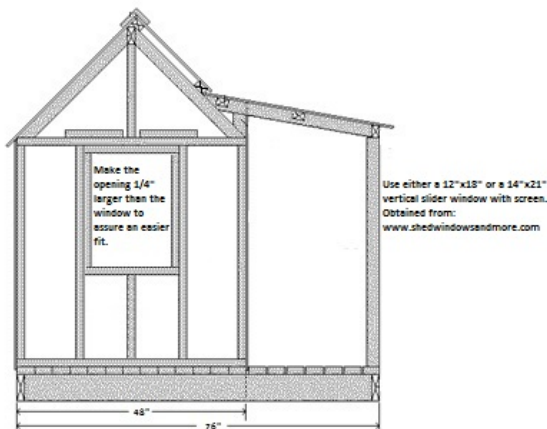 Make the
opening 1/4"
larger than the
window to
assure an easier
fit.
Use either a 12"x18" or a 14"x21"
vertical slider window with screen.
Obtained from:
www.shedwindowsandmore.com
48"
76"